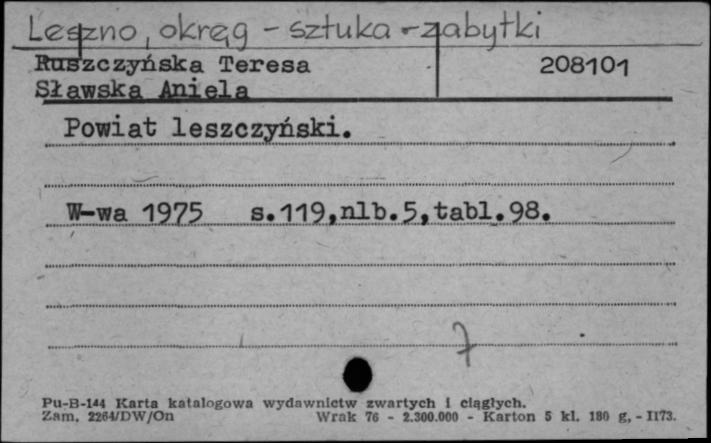 Leszno, okręg - sztuka - zabytki
Ruszczyńska Teresa 208101
Sławska Aniela
Powiat leszczyński.
W-wa 1975 s.119,nlb.5,tabl.98.
7
Pu-B-144 Karta katalogowa wydawnictw zwartych i ciągłych.
Zam. 2264/DW/On Wrak 76 - 2.300.000 - Karton 5 kl. 180 g, - II73.